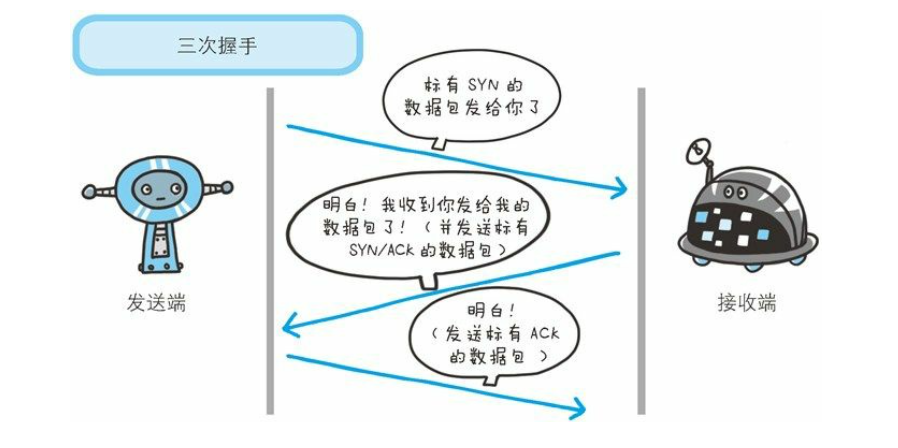 三次握手
标有 SYN 的
数据包发给你了
明白！我收到你发给我的
数据包了！（并发送标有
SYN/ACK 的数据包）
发送端
接收端
明白！
（发送标有 ACK
的数据包 ）